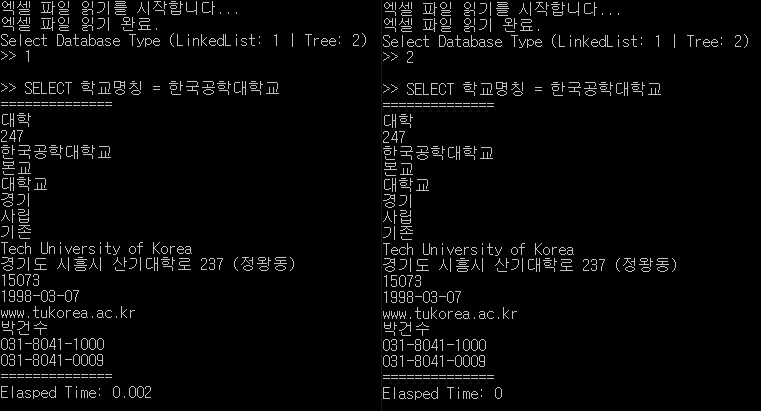 엑셀 파일 읽기를 시작합니다...
엑셀 파일 읽기 완료.
Select Database Type (LinkedList: 1 | Tree: 2)
>> 1
>> SELECT 학교명칭 = 한국공학대학교
==============
대학
247
한국공학대학교
본교
대학교
경기
사립
기존
Tech University of Korea
경기도 시흥시 산기대학로 237 (정왕동)
15073
1998-03-07
www.tukorea.ac.kr
박건수
031-8041-1000
031-8041-0009
==============
Elasped Time: 0.002
엑셀 파일 읽기를 시작합니다...
엑셀 파일 읽기 완료.
Select Database Type (LinkedList: 1 | Tree: 2)
>> 2
>> SELECT 학교명칭 = 한국공학대학교
==============
대학
247
한국공학대학교
본교
대학교
경기
사립
기존
Tech University of Korea
경기도 시흥시 산기대학로 237 (정왕동)
15073
1998-03-07
www.tukorea.ac.kr
박건수
031-8041-1000
031-8041-0009
==============
Elasped Time: 0